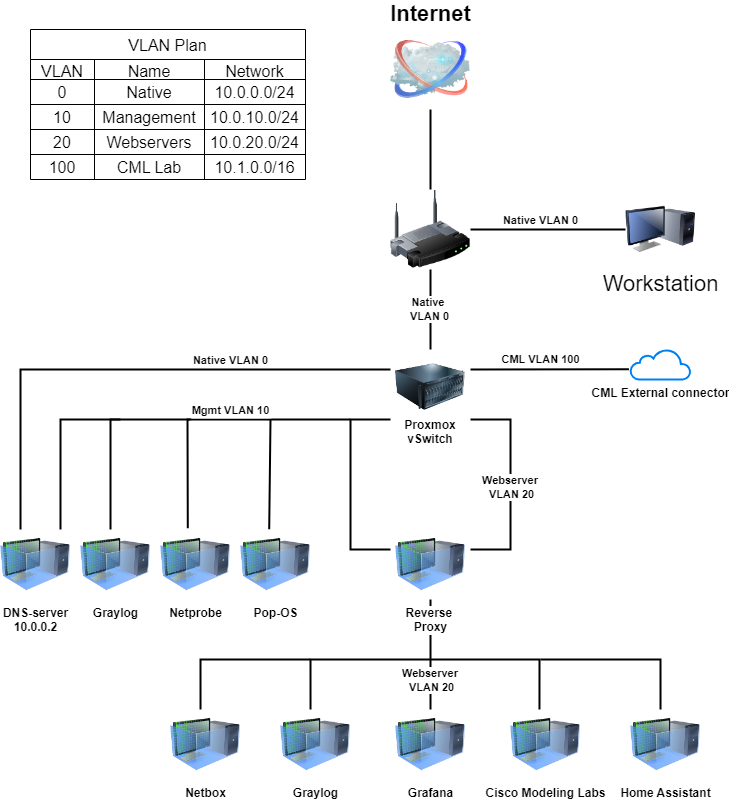 Internet
VLAN Plan
VLAN Name Network
0 Native 10.0.0.0/24
10 Management 10.0.10.0/24
20 Webservers 10.0.20.0/24
100 CML Lab 10.1.0.0/16
Native VLAN 0
Workstation
Native
VLAN 0
Native VLAN 0
CML VLAN 100
CML External connector
Mgmt VLAN 10
Proxmox
vSwitch
Webserver
VLAN 20
DNS-server
10.0.0.2
Graylog
Netprobe
Pop-OS
Reverse
Proxy
Webserver
VLAN 20
Netbox
Graylog
Grafana
Cisco Modeling Labs
Home Assistant